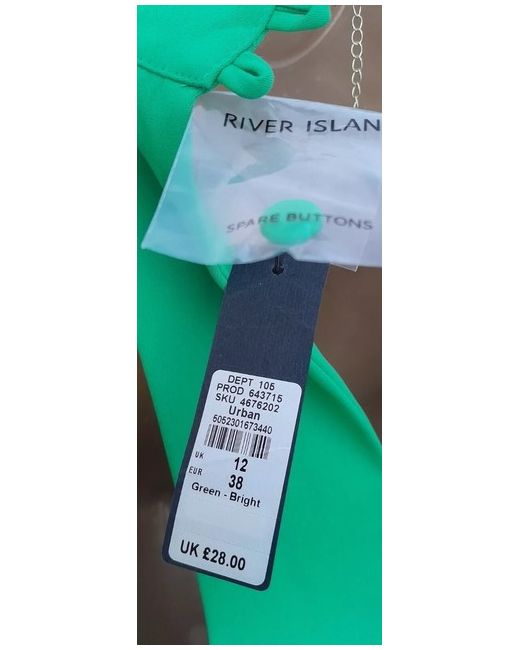 RIVER ISLAN
SPARE BUTTONS
DEPT 105
PROD 643715
SKU 4676202
Urban
5052301673440
UK 12
EUR 38
Green - Bright
UK £28.00